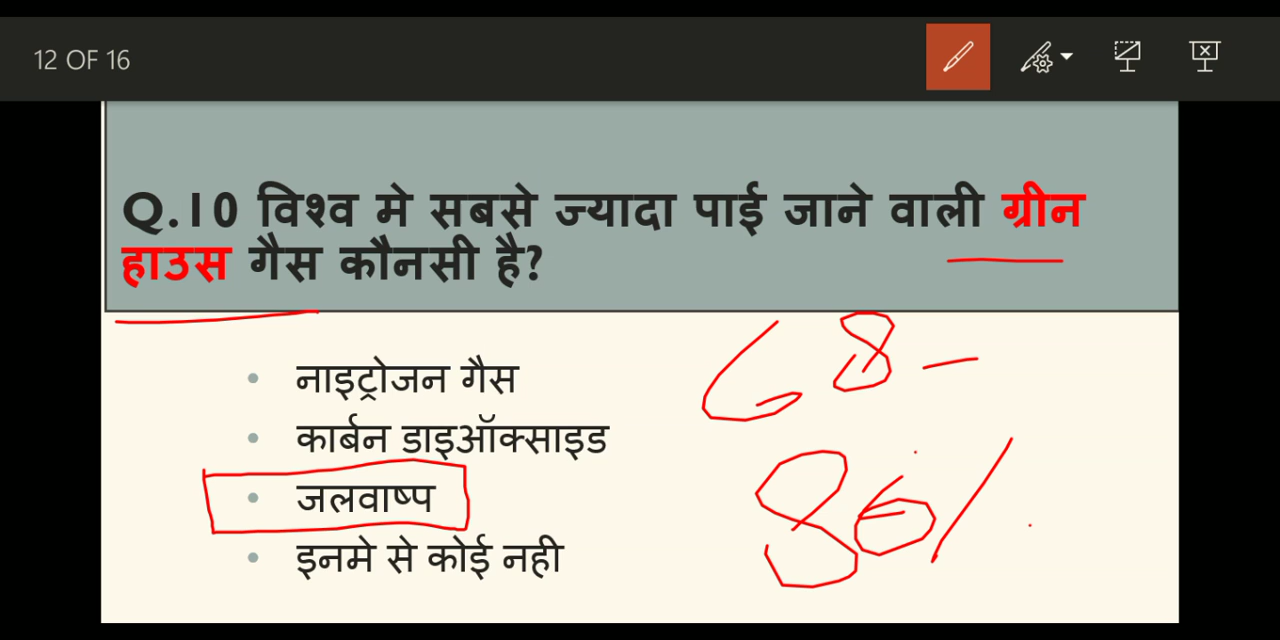 12 OF 16
Q.10 विश्व मे सबसे ज्यादा पाई जाने वाली ग्रीन
हाउस गैस कौनसी है?
• नाइट्रोजन गैस
• कार्बन डाइऑक्साइड
• जलवाष्प
• इनमे से कोई नही
68 -
86%